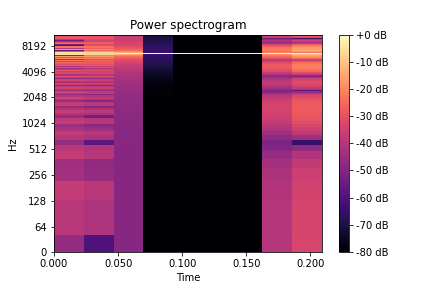 Power spectrogram
Hz
8192
4096
2048
1024
512
256
128
64
0
0.000 0.050 0.100 0.150 0.200
Time
+0 dB
-10 dB
-20 dB
-30 dB
-40 dB
-50 dB
-60 dB
-70 dB
-80 dB